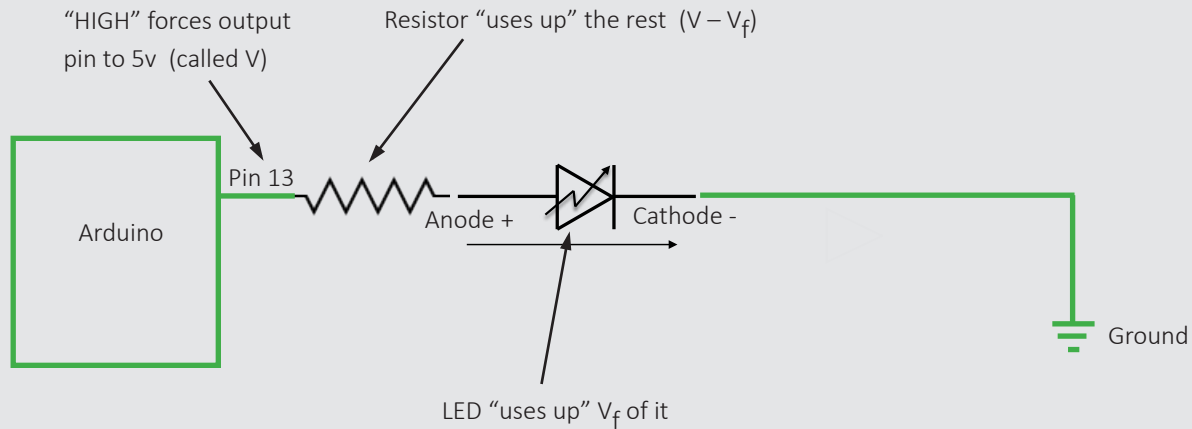 “HIGH” forces output
pin to 5v (called V)
Resistor “uses up” the rest (V – Vf)
Pin 13
Arduino
Anode +
Cathode -
Ground
LED “uses up” Vf of it